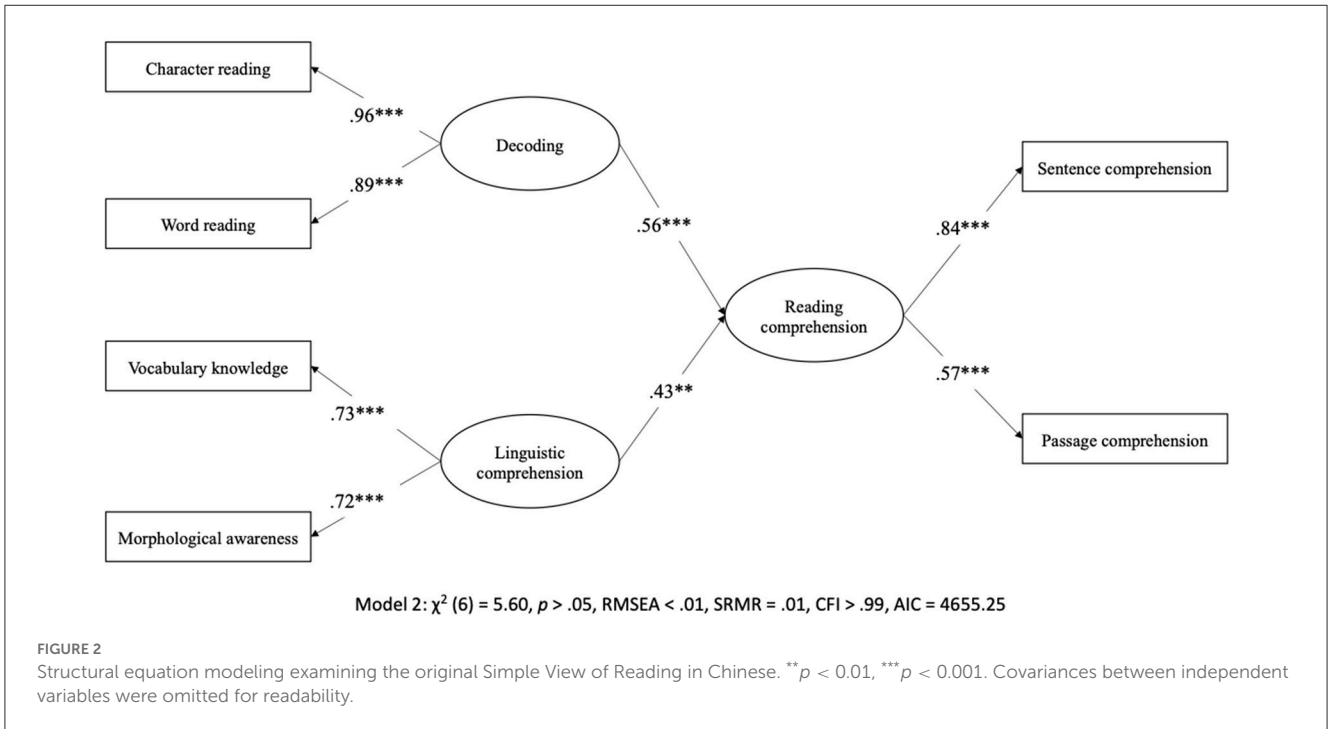 Character reading
.96***
Decoding
.89***
Word reading
Sentence comprehension
.56***
.84***
Reading
comprehension
Vocabulary knowledge
.73***
.43**
.57***
Linguistic
comprehension
Passage comprehension
.72***
Morphological awareness
Model 2: χ² (6) = 5.60, p > .05, RMSEA < .01, SRMR = .01, CFI > .99, AIC = 4655.25
FIGURE 2
Structural equation modeling examining the original Simple View of Reading in Chinese. **p < 0.01, ***p < 0.001. Covariances between independent
variables were omitted for readability.